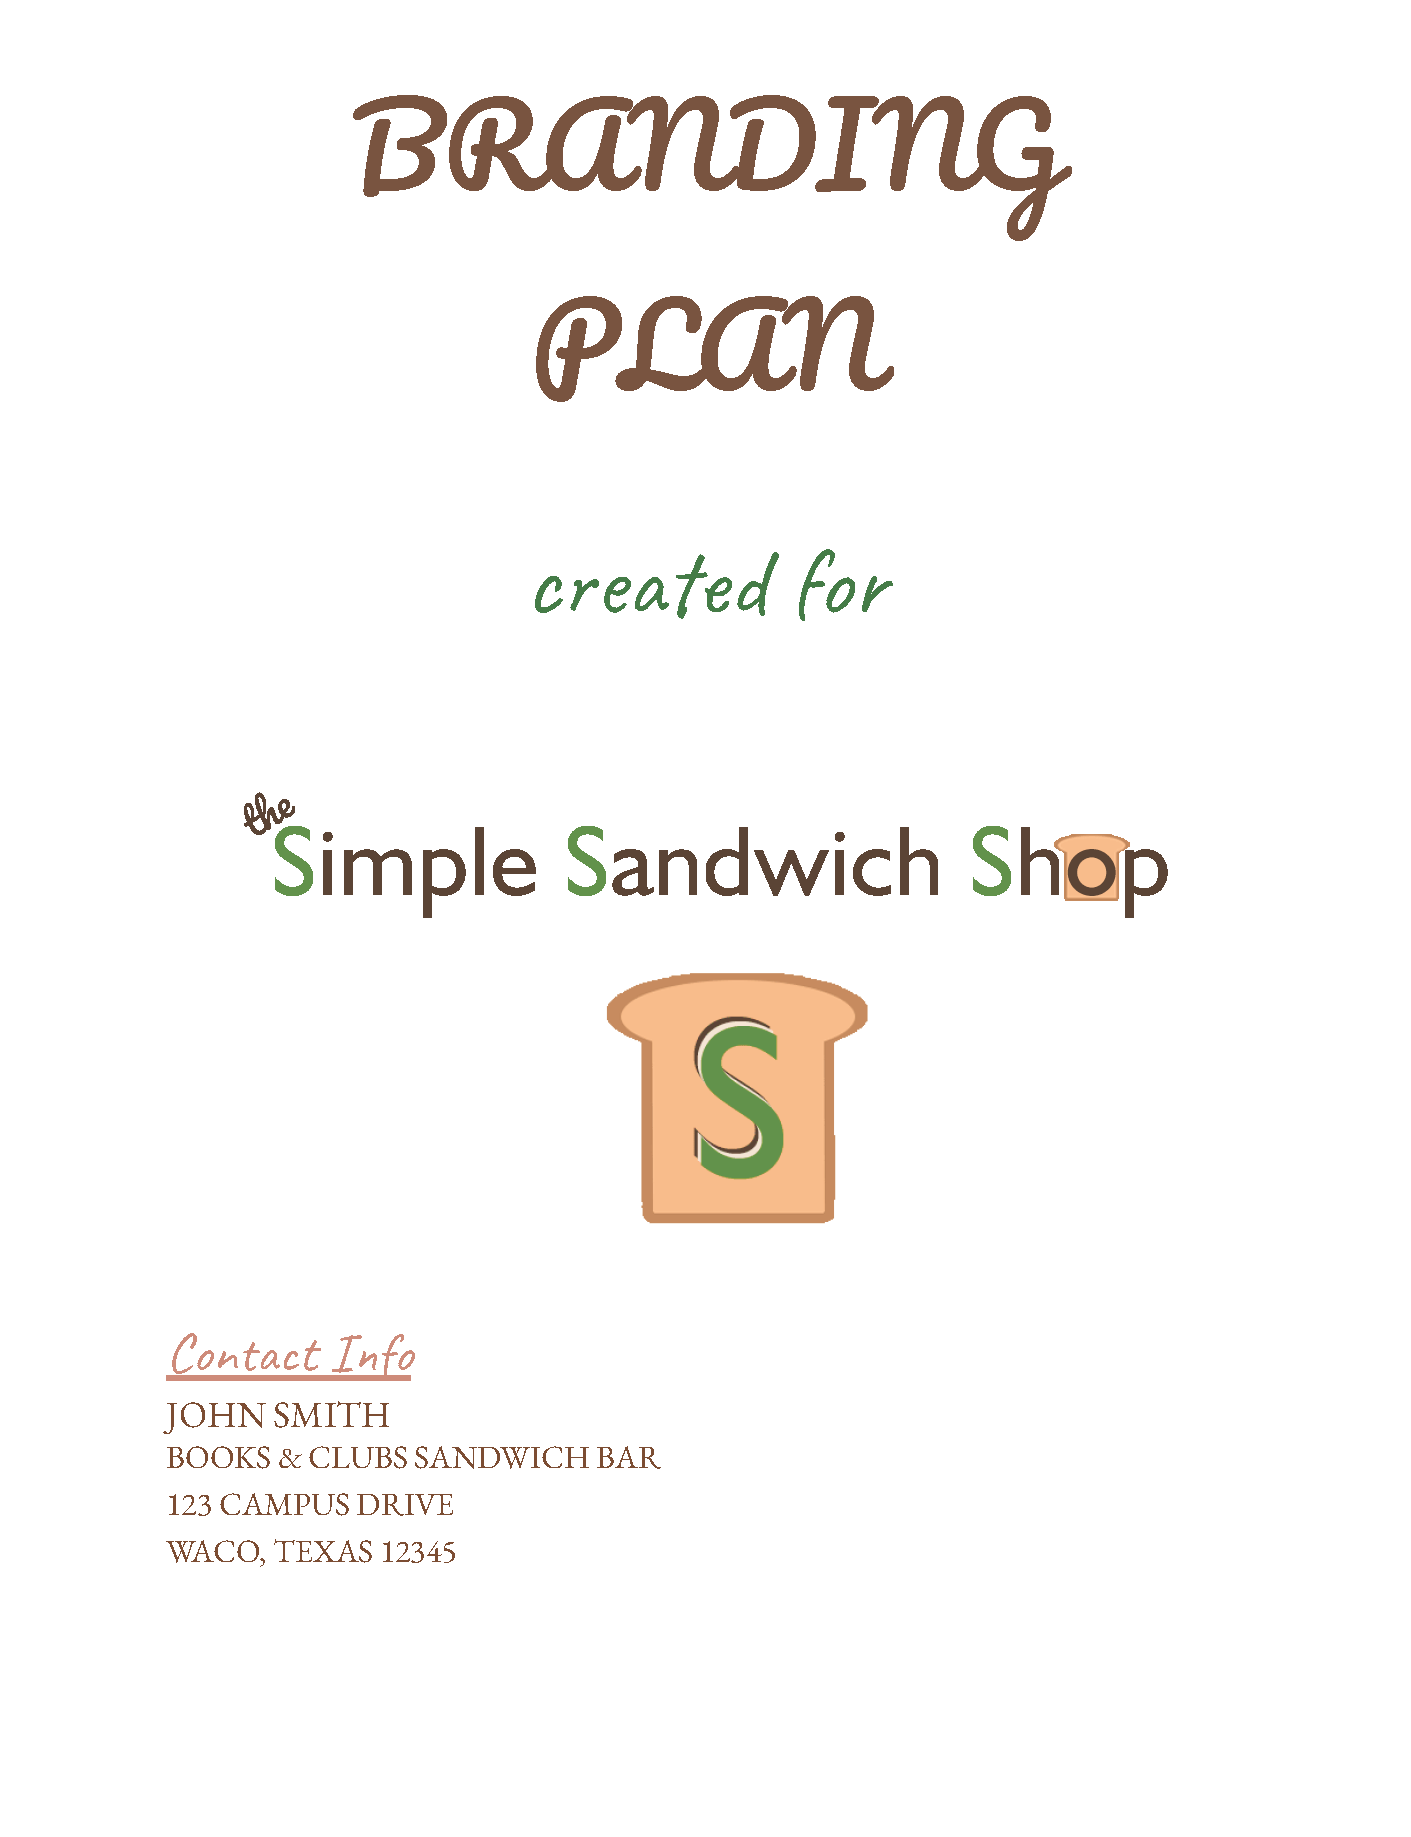 BRANDING
PLAN
created for
the
Simple Sandwich Shop
S
Contact Info
JOHN SMITH
BOOKS & CLUBS SANDWICH BAR
123 CAMPUS DRIVE
WACO, TEXAS 12345